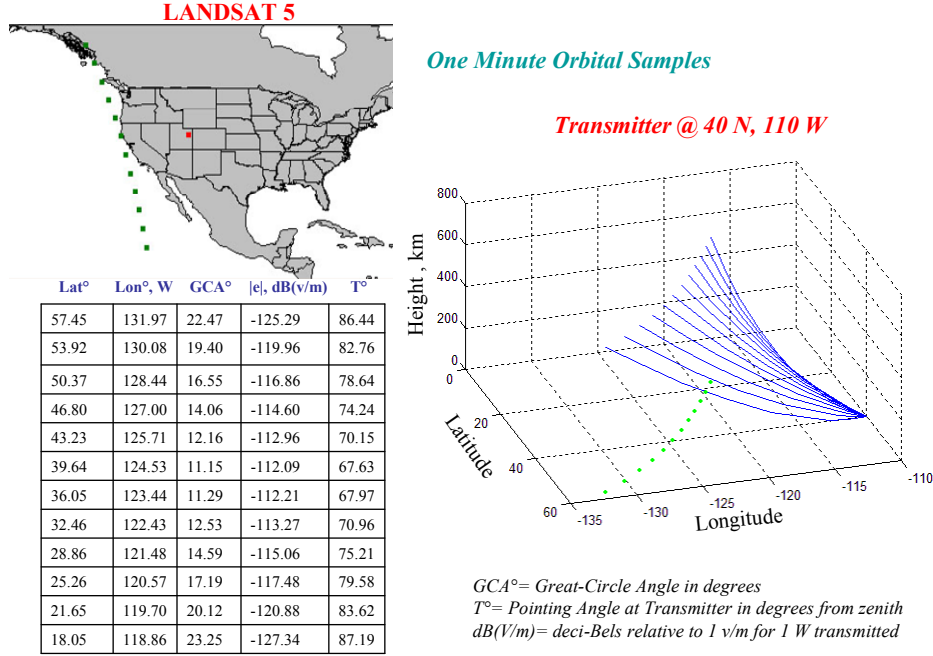 LANDSAT 5
One Minute Orbital Samples
Transmitter @ 40 N, 110 W
Lat° Lon°, W GCA° |e|, dB(v/m) T°
57.45 131.97 22.47 -125.29 86.44
53.92 130.08 19.40 -119.96 82.76
50.37 128.44 16.55 -116.86 78.64
46.80 127.00 14.06 -114.60 74.24
43.23 125.71 12.16 -112.96 70.15
39.64 124.53 11.15 -112.09 67.63
36.05 123.44 11.29 -112.21 67.97
32.46 122.43 12.53 -113.27 70.96
28.86 121.48 14.59 -115.06 75.21
25.26 120.57 17.19 -117.48 79.58
21.65 119.70 20.12 -120.88 83.62
18.05 118.86 23.25 -127.34 87.19
Height , km
800
600
400
200
0
0
20
40
60
Latitude
-135
-130
-125
-120
-115
-110
Longitude
GCA°= Great-Circle Angle in degrees
T°= Pointing Angle at Transmitter in degrees from zenith
dB(V/m)= deci-Bels relative to 1 v/m for 1 W transmitted